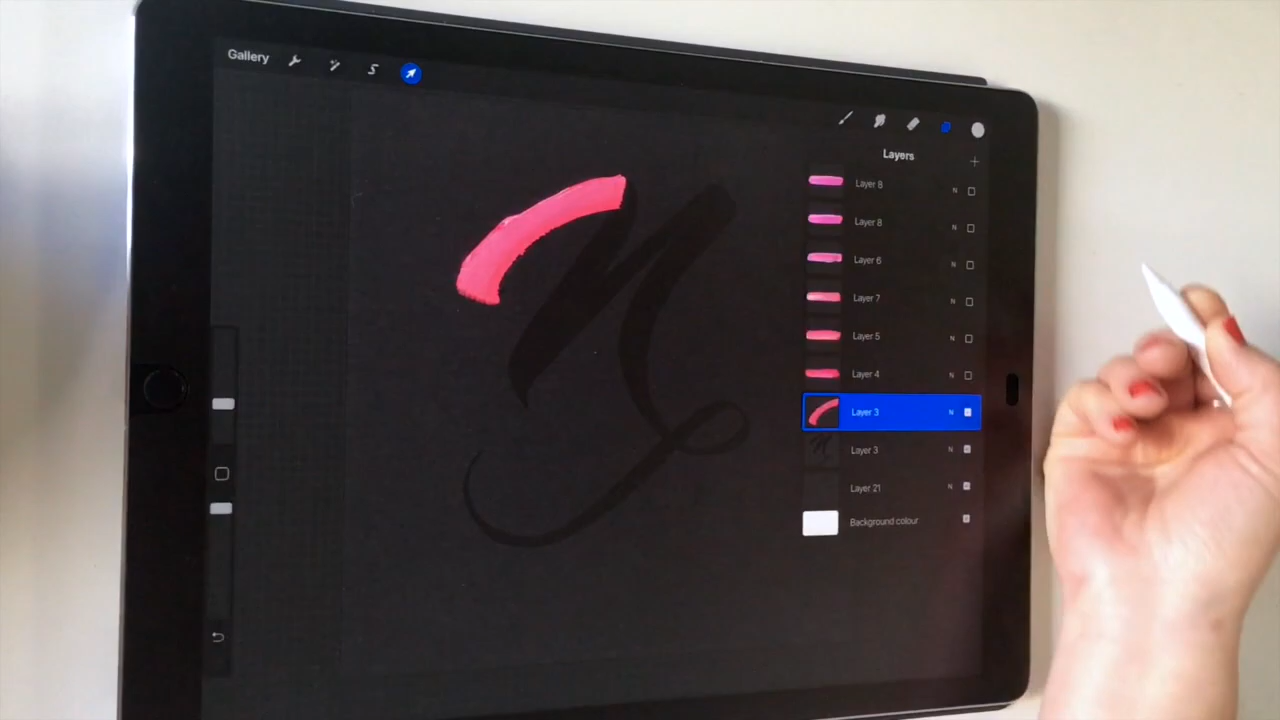 Gallery
Layers
Layer 8 N
Layer 8 N
Layer 6 N
Layer 7 N
Layer 5 N
Layer 4 N
Layer 3 N
Layer 3 N
Layer 21 N
Background colour